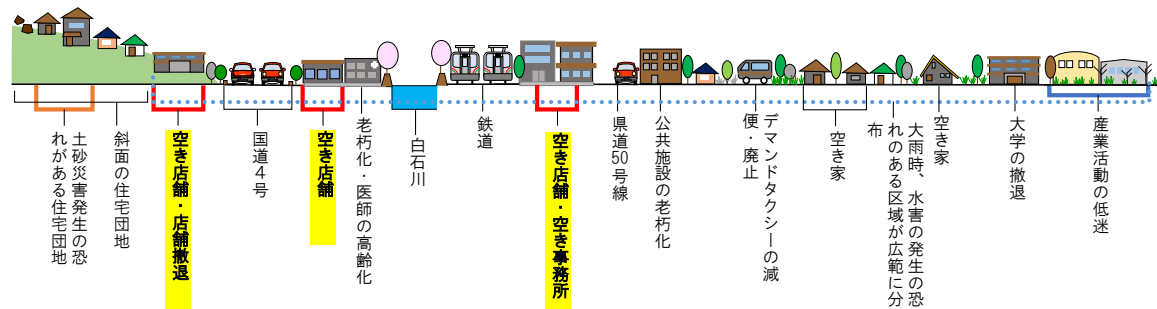 土砂災害発生の恐
れがある住宅団地
斜面の住宅団地
空き店舗・店舗撤退
国道４号
空き店舗
老朽化・医師の高齢化
白石川
鉄道
空き店舗・空き事務所
県道50号線
公共施設の老朽化
デマンドタクシーの減
便・廃止
空き家
大雨時、水害の発生の恐
れのある区域が広範に分
布
空き家
大学の撤退
産業活動の低迷